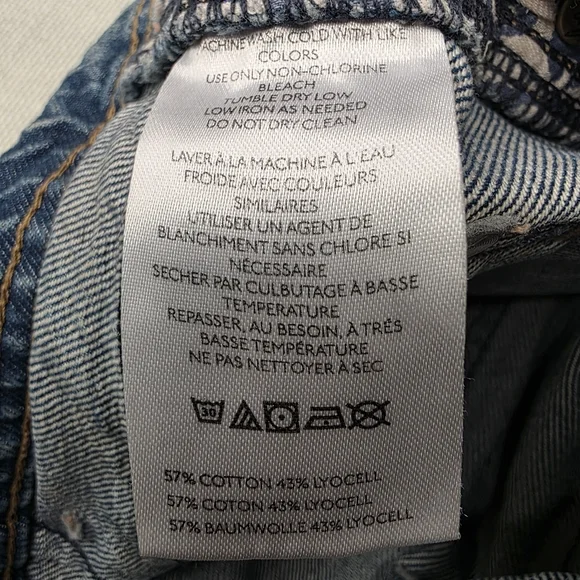 ACHINE WASH COLD WITH LIKE
COLORS
USE ONLY NON-CHLORINE
BLEACH
TUMBLE DRY LOW
LOW IRON AS NEEDED
DO NOT DRY CLEAN
LAVER À LA MACHINE À L'EAU
FROIDE AVEC COULEURS
SIMILAIRES
UTILISER UN AGENT DE
BLANCHIMENT SANS CHLORE SI
NÉCESSAIRE
SECHER PAR CULBUTAGE À BASSE
TEMPERATURE
REPASSER, AU BESOIN, À TRÉS
BASSE TEMPÉRATURE
NE PAS NETTOYER À SEC
30
57% COTTON 43% LYOCELL
57% COTON 43% LYOCELL
57% BAUMWOLLE 43% LYOCELL